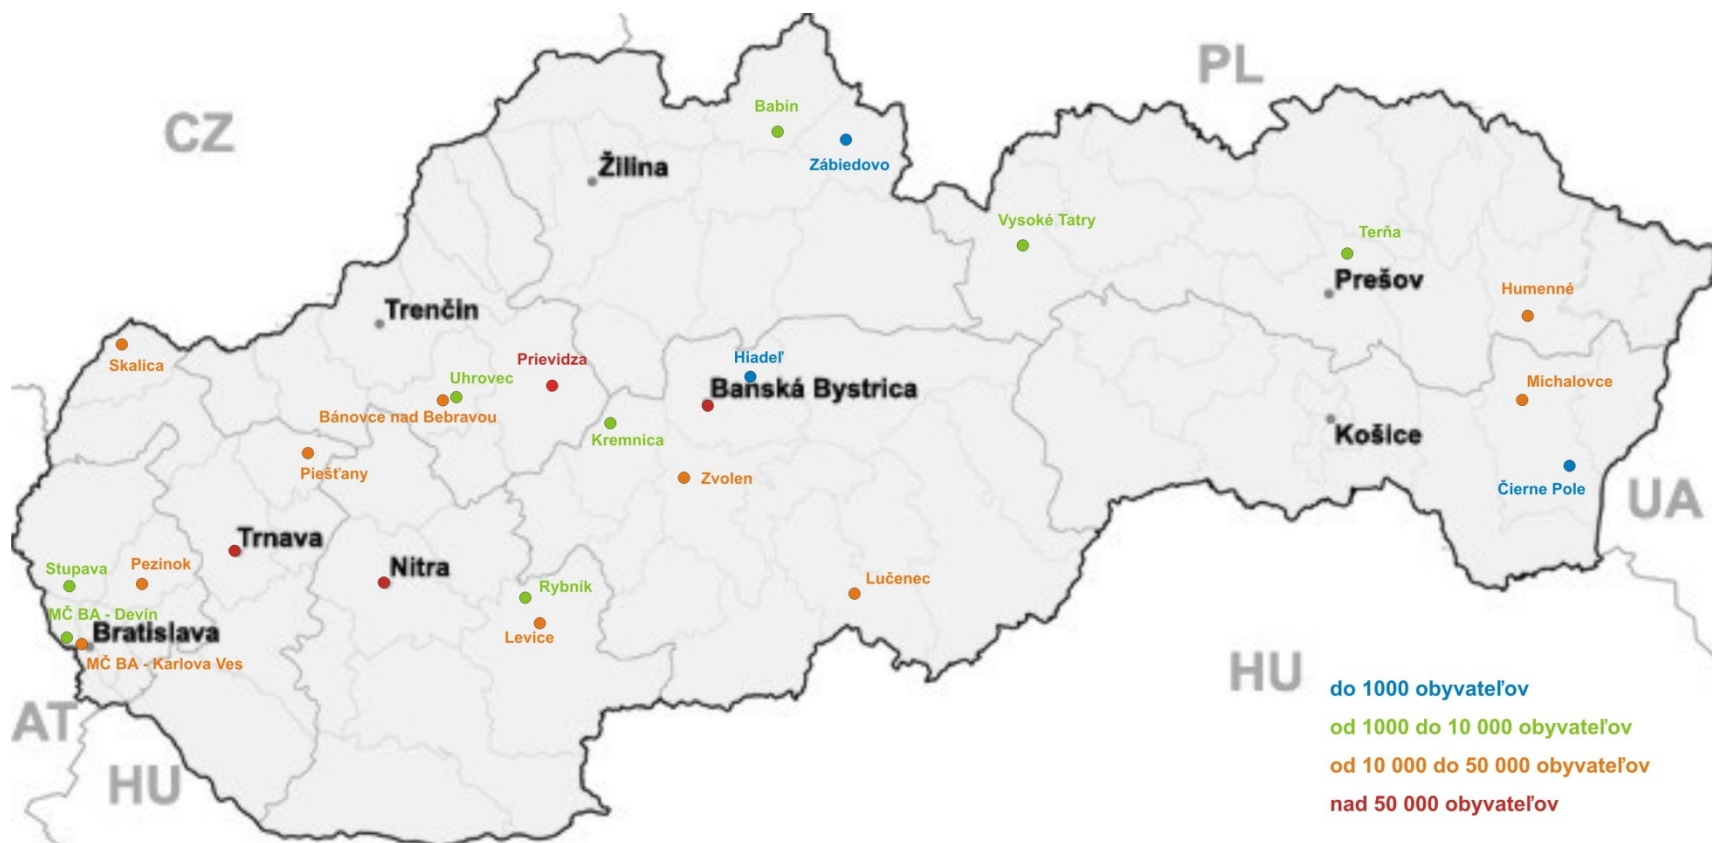 PL
CZ
Babín
Zábiedovo
Žilina
Vysoké Tatry
Terňa
Prešov
Humenné
Trenčín
Skalica
Prievidza
Hiadeľ
Uhrovec
Banská Bystrica
Michalovce
Bánovce nad Bebravou
Kremnica
Košice
Piešťany
Zvolen
Čierne Pole
UA
Trnava
Stupava
Pezinok
Nitra
Rybník
Lučenec
MČ BA - Devín
Bratislava
Levice
MČ BA - Karlova Ves
HU
AT
HU
do 1000 obyvateľov
od 1000 do 10 000 obyvateľov
od 10 000 do 50 000 obyvateľov
nad 50 000 obyvateľov